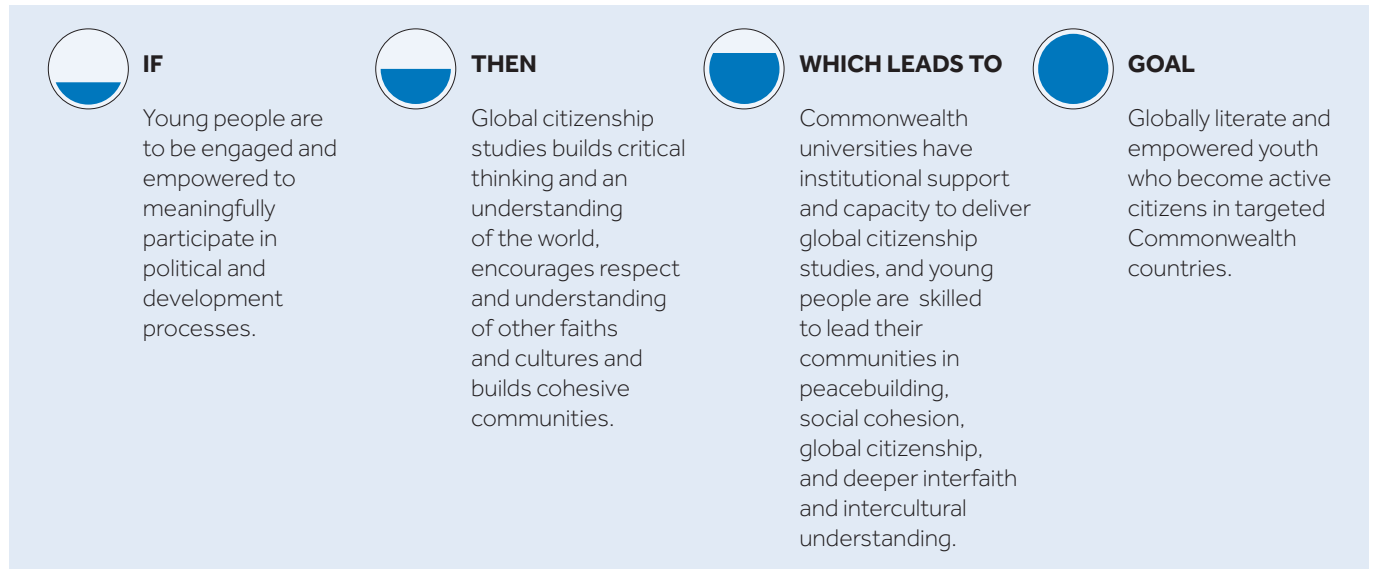 IF
Young people are
to be engaged and
empowered to
meaningfully
participate in
political and
development
processes.
THEN
Global citizenship
studies builds critical
thinking and an
understanding
of the world,
encourages respect
and understanding
of other faiths
and cultures and
builds cohesive
communities.
WHICH LEADS TO
Commonwealth
universities have
institutional support
and capacity to deliver
global citizenship
studies, and young
people are  skilled
to lead their
communities in
peacebuilding,
social cohesion,
global citizenship,
and deeper interfaith
and intercultural
understanding.
GOAL
Globally literate and
empowered youth
who become active
citizens in targeted
Commonwealth
countries.